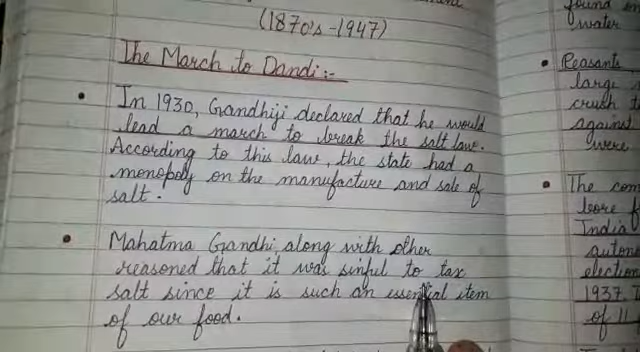 (1870's - 1947)
The March to Dandi:-
In 1930, Gandhiji declared that he would
lead a march to break the salt law.
According to this law, the state had a
monopoly on the manufacture and sale of
salt.
Mahatma Gandhi, along with other
reasoned that it was sinful to tax
salt since it is such an essential item
of our food.
found
water
Peasants
large
crush
against
were
The
India
election
1937.
of 11